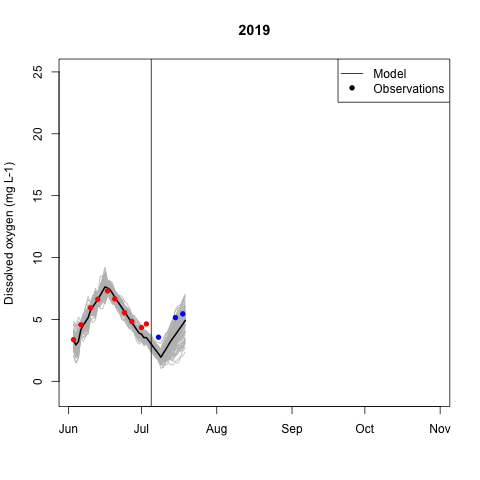 2019
Model
Observations
Dissolved oxygen (mg L-1)
25
20
15
10
5
0
Jun Jul Aug Sep Oct Nov